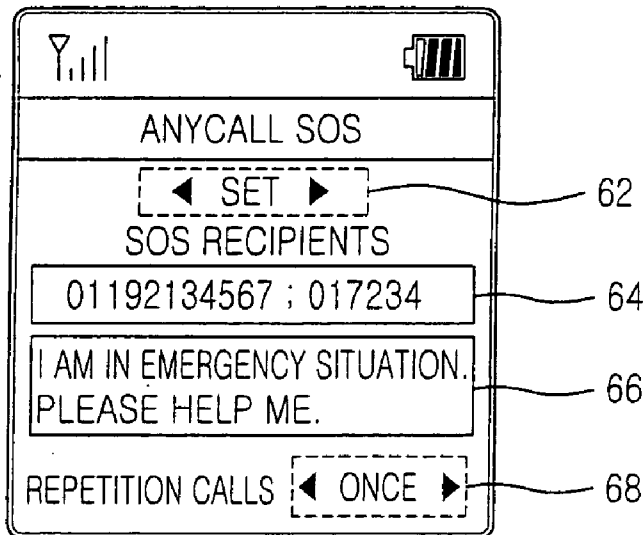 ANYCALL SOS
◀ SET ▶
62
SOS RECIPIENTS
01192134567 ; 017234
64
I AM IN EMERGENCY SITUATION.
PLEASE HELP ME.
66
REPETITION CALLS ◀ ONCE ▶
68